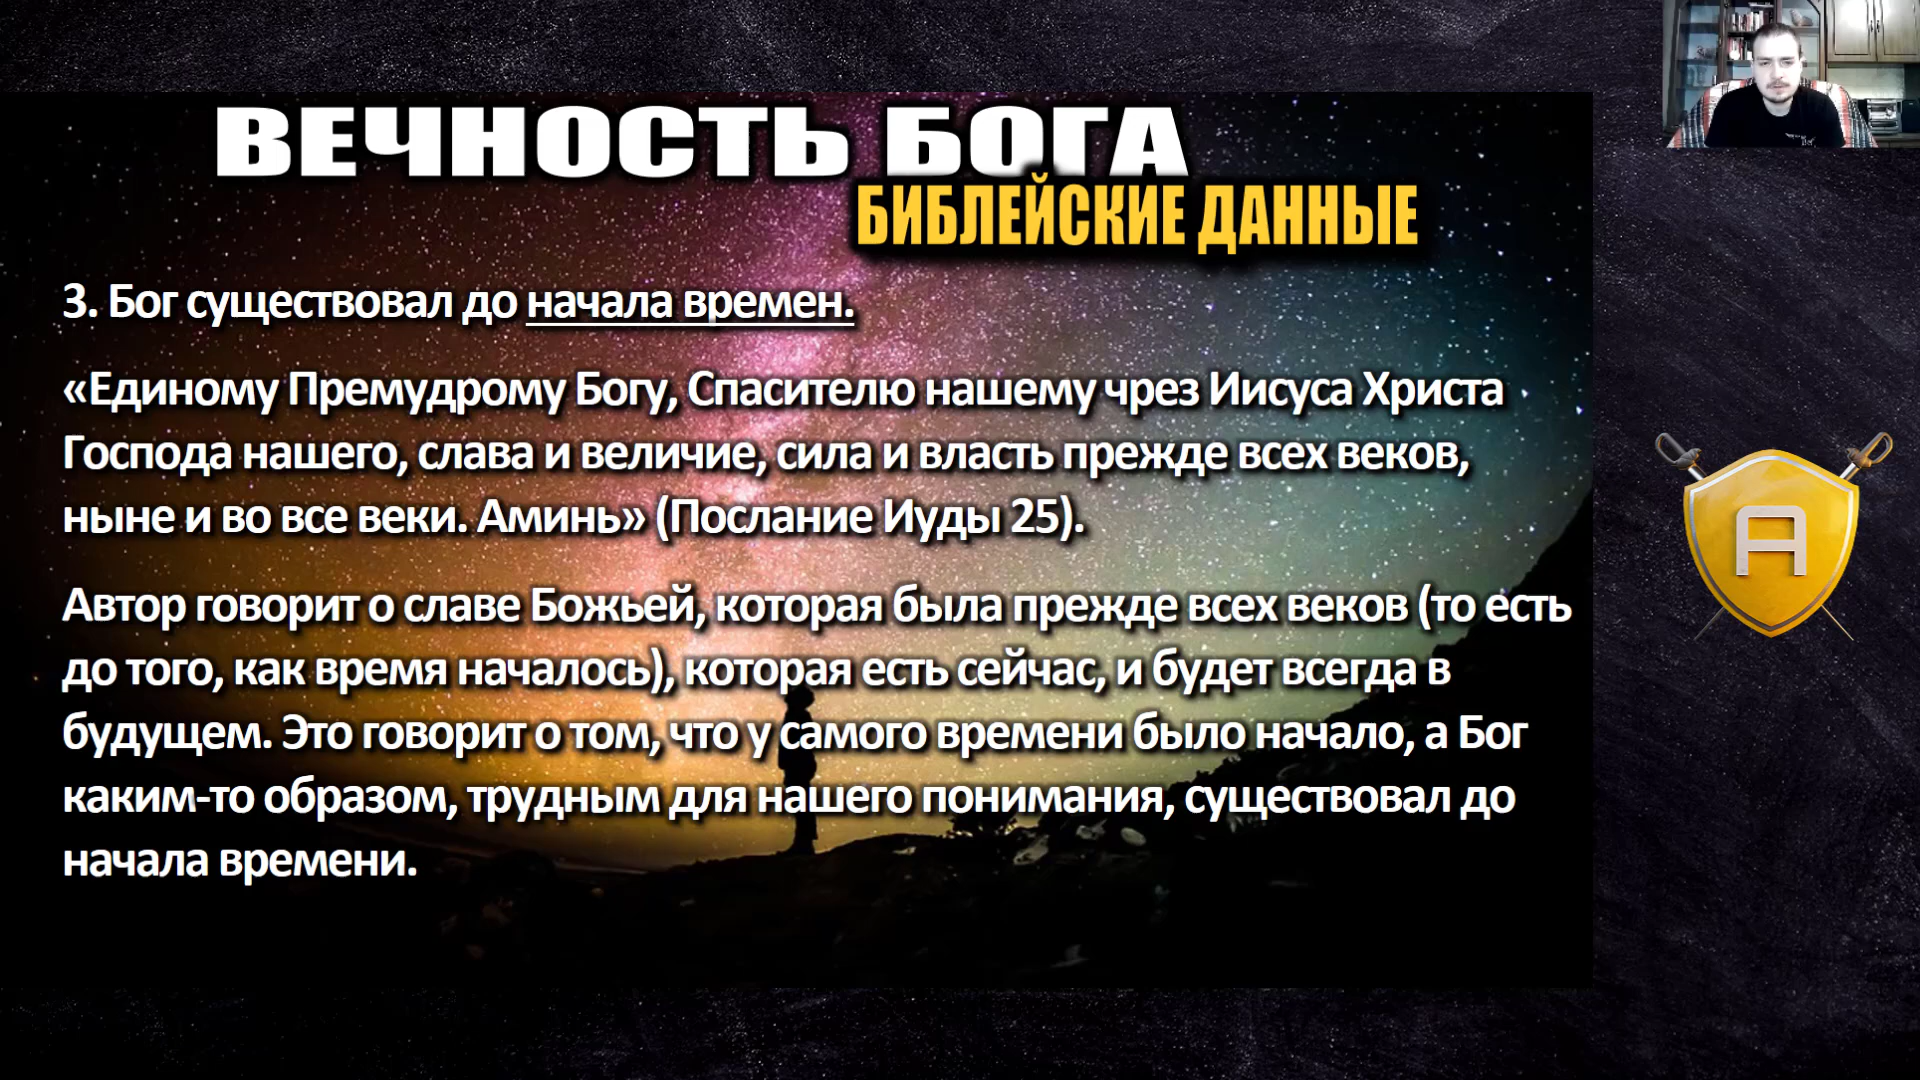 ВЕЧНОСТЬ БОГА
БИБЛЕЙСКИЕ ДАННЫЕ
3. Бог существовал до начала времен.
«Единому Премудрому Богу, Спасителю нашему чрез Иисуса Христа
Господа нашего, слава и величие, сила и власть прежде всех веков,
ныне и во все веки. Аминь» (Послание Иуды 25).
Автор говорит о славе Божьей, которая была прежде всех веков (то есть
до того, как время началось), которая есть сейчас, и будет всегда в
будущем. Это говорит о том, что у самого времени было начало, а Бог
каким-то образом, трудным для нашего понимания, существовал до
начала времени.
A